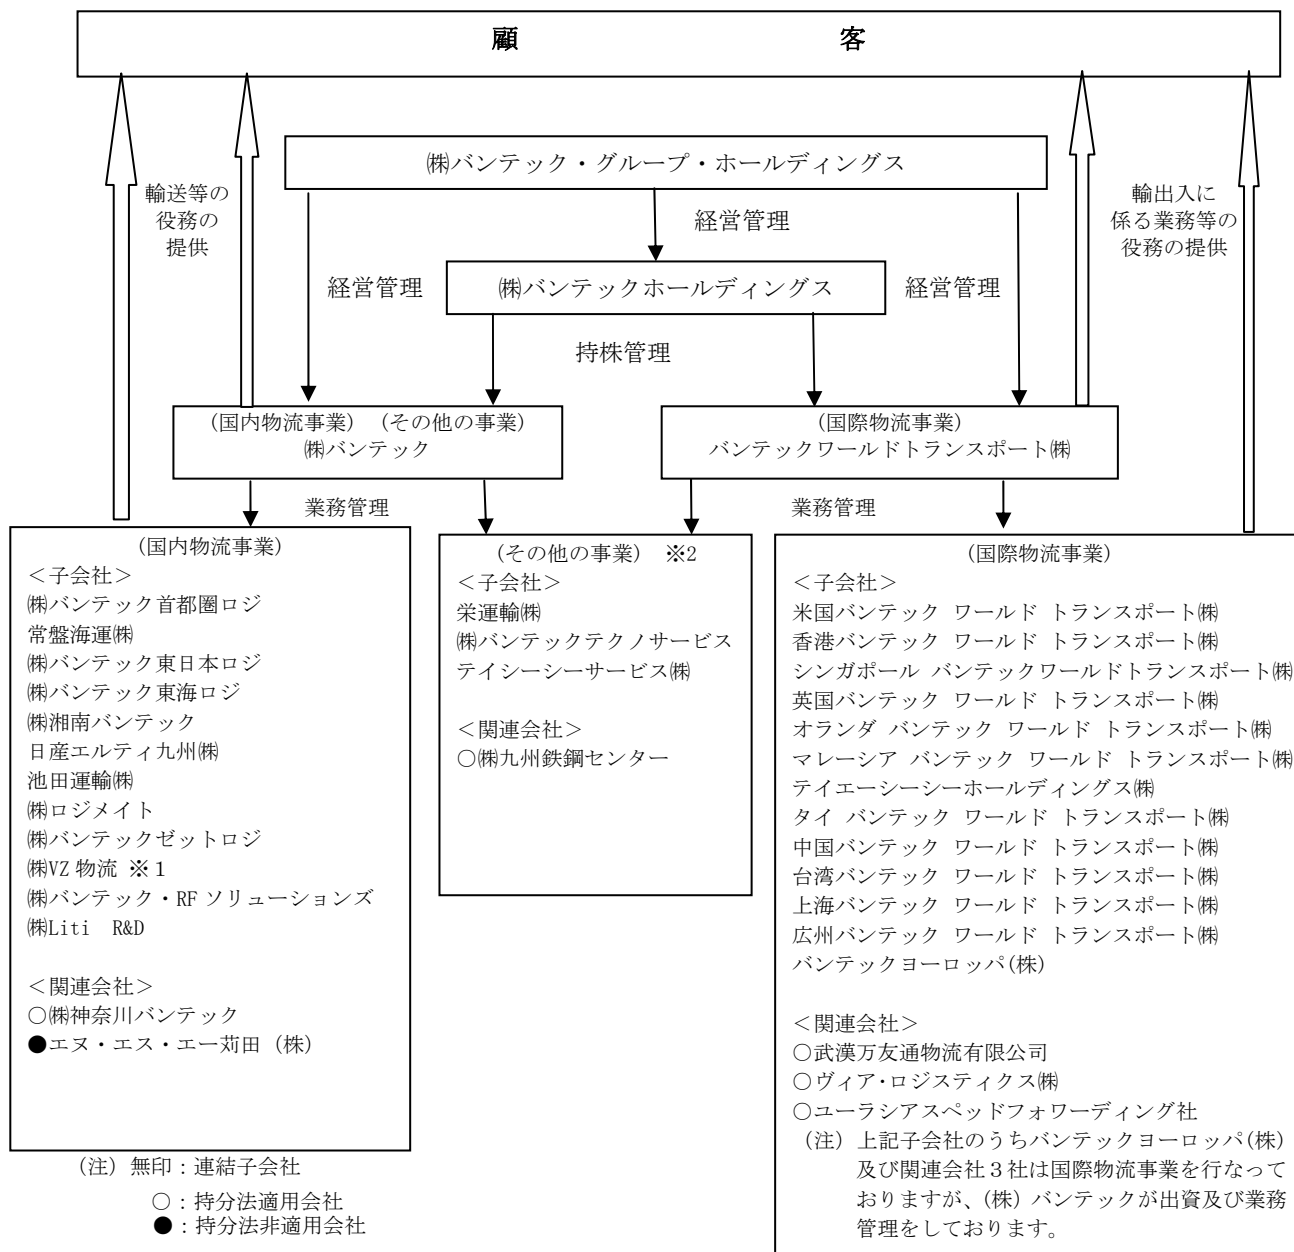 顧 客
㈱バンテック・グループ・ホールディングス
輸送等の
役務の
提供
輸出入に
係る業務等の
役務の提供
経営管理
経営管理
㈱バンテックホールディングス
経営管理
持株管理
(国内物流事業) (その他の事業)
㈱バンテック
(国際物流事業)
バンテックワールドトランスポート㈱
業務管理
業務管理
(国内物流事業)
＜子会社＞
㈱バンテック首都圏ロジ
常盤海運㈱
㈱バンテック東日本ロジ
㈱バンテック東海ロジ
㈱湘南バンテック
日産エルティ九州㈱
池田運輸㈱
㈱ロジメイト
㈱バンテックゼットロジ
㈱VZ物流 ※1
㈱バンテック・RFソリューションズ
㈱Liti R&D
＜関連会社＞
○㈱神奈川バンテック
●エヌ・エス・エー苅田（株）
(その他の事業) ※2
＜子会社＞
栄運輸㈱
㈱バンテックテクノサービス
テイシーシーサービス㈱
＜関連会社＞
○㈱九州鉄鋼センター
(国際物流事業)
＜子会社＞
米国バンテック ワールド トランスポート㈱
香港バンテック ワールド トランスポート㈱
シンガポール バンテックワールドトランスポート㈱
英国バンテック ワールド トランスポート㈱
オランダ バンテック ワールド トランスポート㈱
マレーシア バンテック ワールド トランスポート㈱
テイエーシーシーホールディングス㈱
タイ バンテック ワールド トランスポート㈱
中国バンテック ワールド トランスポート㈱
台湾バンテック ワールド トランスポート㈱
上海バンテック ワールド トランスポート㈱
広州バンテック ワールド トランスポート㈱
バンテックヨーロッパ(株)
＜関連会社＞
○武漢万友通物流有限公司
○ヴィア・ロジスティクス㈱
○ユーラシアスペッドフォワーディング社
（注）上記子会社のうちバンテックヨーロッパ(株)
及び関連会社３社は国際物流事業を行なって
おりますが、(株)バンテックが出資及び業務
管理をしております。
（注）無印：連結子会社
○：持分法適用会社
●：持分法非適用会社